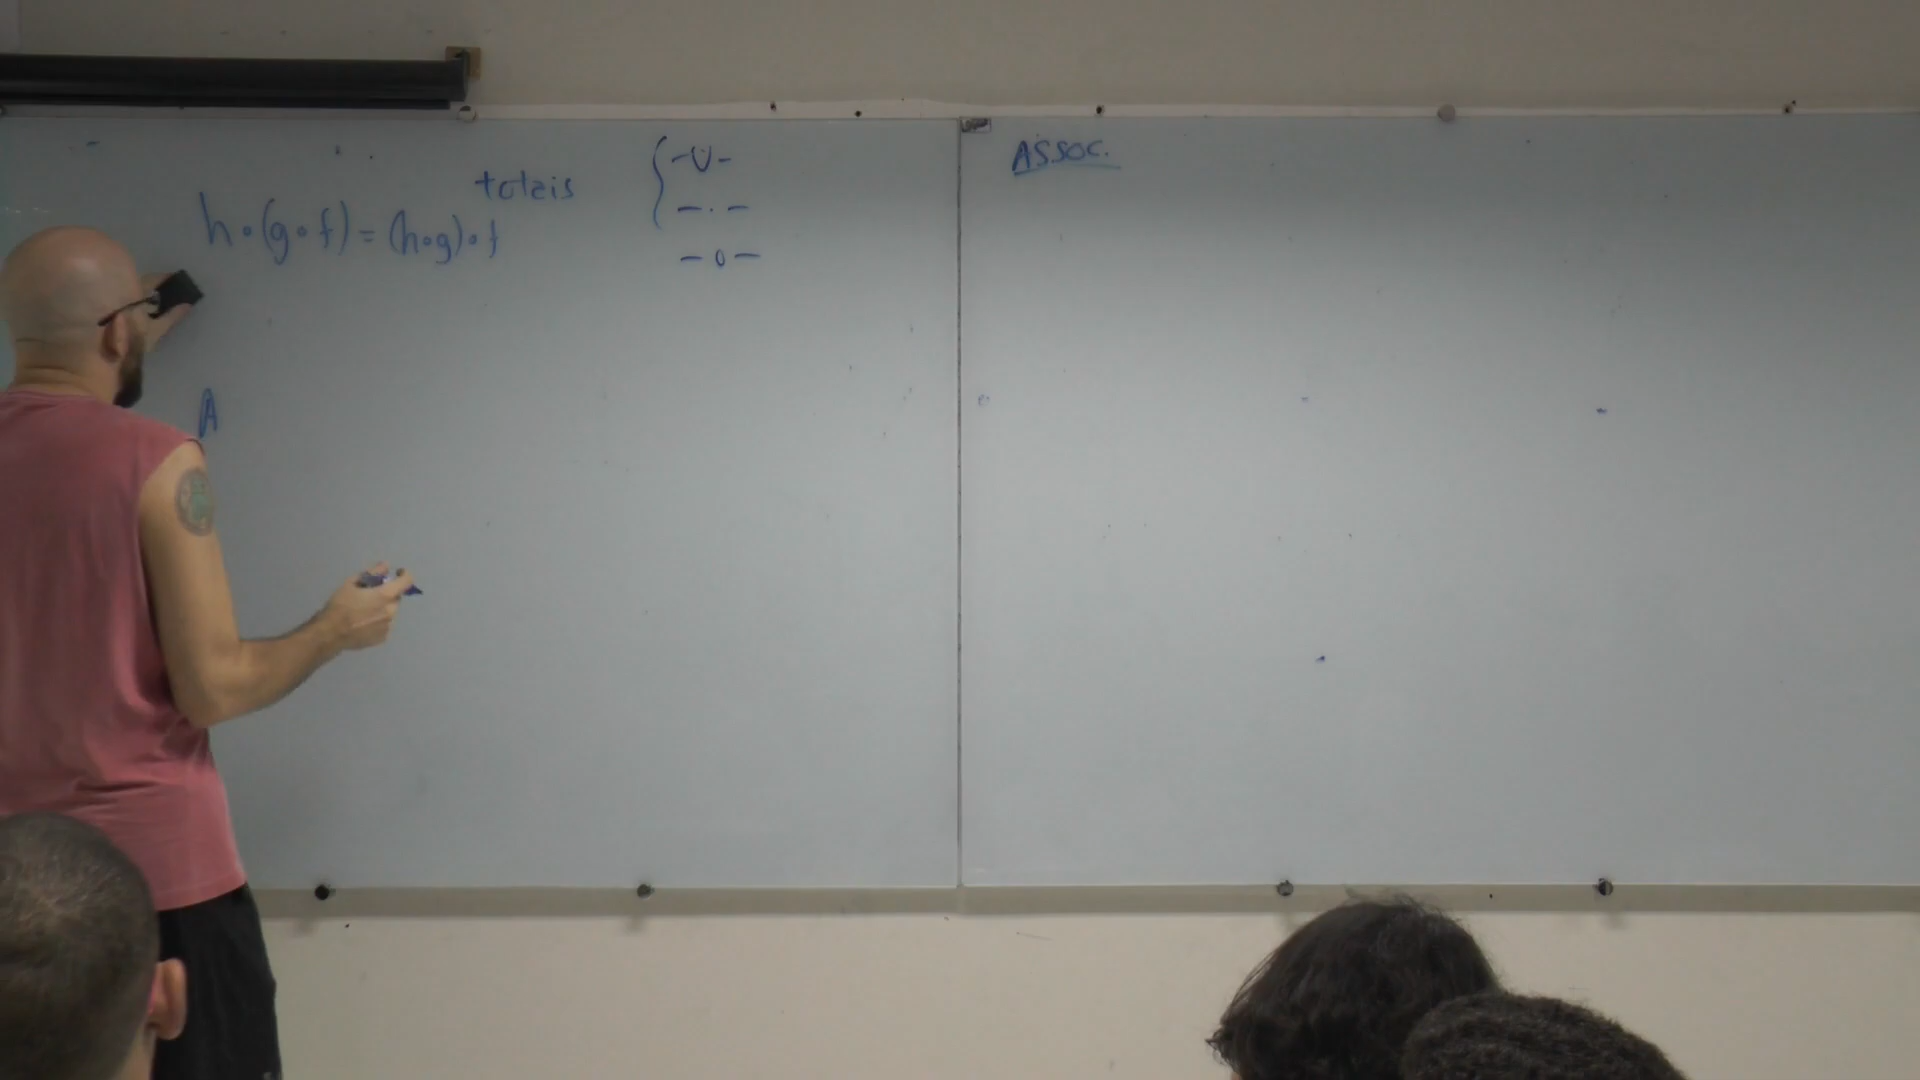 totais
h∘(g∘f) = (h∘g)∘f
{ -∪-
-·-
-∘-
A
ASSOC.